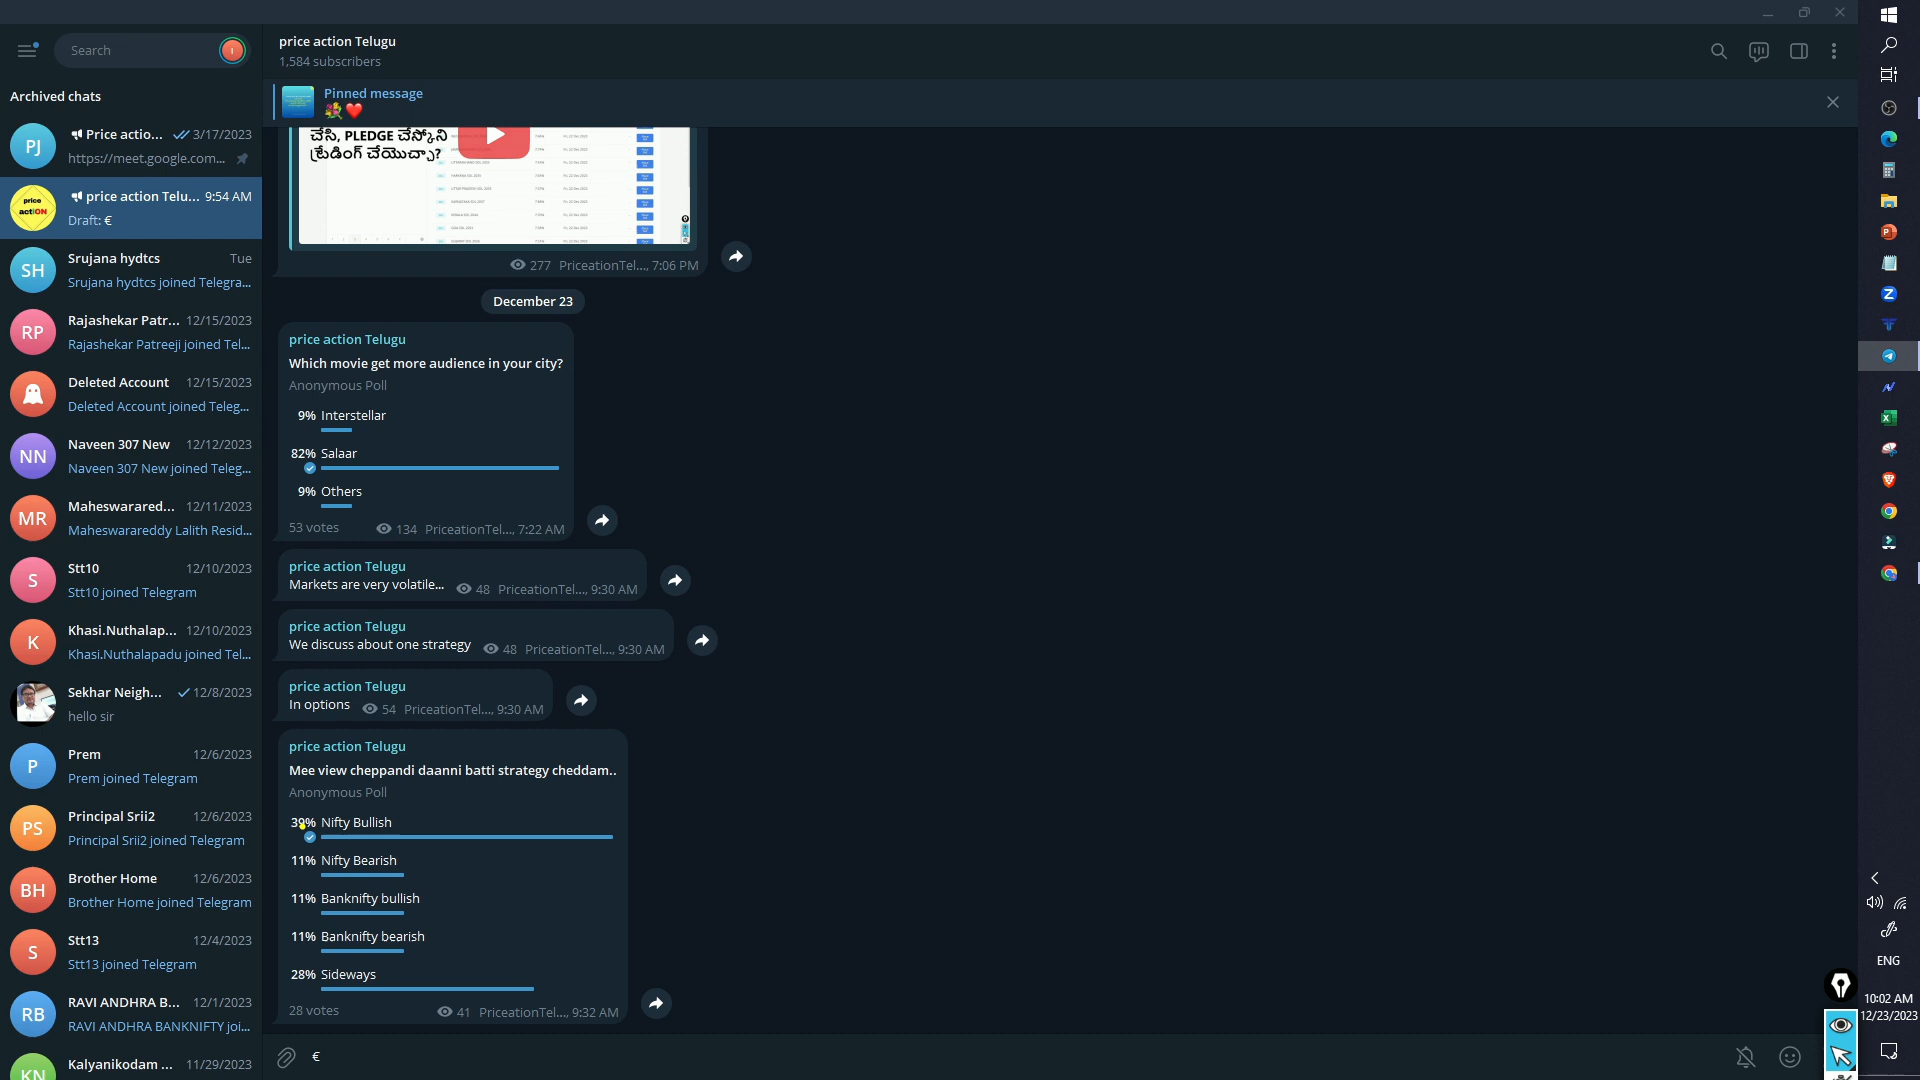 Search
Archived chats
PJ
Price actio... 3/17/2023
https://meet.google.com...
price
actION
price action Telu... 9:54 AM
Draft: €
SH
Srujana hydtcs Tue
Srujana hydtcs joined Telegra...
RP
Rajashekar Patr... 12/15/2023
Rajashekar Patreeji joined Tel...
Deleted Account 12/15/2023
Deleted Account joined Teleg...
NN
Naveen 307 New 12/12/2023
Naveen 307 New joined Teleg...
MR
Maheswarared... 12/11/2023
Maheswarareddy Lalith Resid...
S
Stt10 12/10/2023
Stt10 joined Telegram
K
Khasi.Nuthalap... 12/10/2023
Khasi.Nuthalapadu joined Tel...
Sekhar Neigh... 12/8/2023
hello sir
P
Prem 12/6/2023
Prem joined Telegram
PS
Principal Srii2 12/6/2023
Principal Srii2 joined Telegram
BH
Brother Home 12/6/2023
Brother Home joined Telegram
S
Stt13 12/4/2023
Stt13 joined Telegram
RB
RAVI ANDHRA B... 12/1/2023
RAVI ANDHRA BANKNIFTY joi...
KN
Kalyanikodam ... 11/29/2023
price action Telugu
1,584 subscribers
Pinned message
💐❤️
చేసి, PLEDGE చేస్కోని
ట్రేడింగ్ చేయొచ్చా?
277 PriceationTel..., 7:06 PM
December 23
price action Telugu
Which movie get more audience in your city?
Anonymous Poll
9% Interstellar
82% Salaar
9% Others
53 votes 134 PriceationTel..., 7:22 AM
price action Telugu
Markets are very volatile... 48 PriceationTel..., 9:30 AM
price action Telugu
We discuss about one strategy 48 PriceationTel..., 9:30 AM
price action Telugu
In options 54 PriceationTel..., 9:30 AM
price action Telugu
Mee view cheppandi daanni batti strategy cheddam..
Anonymous Poll
39% Nifty Bullish
11% Nifty Bearish
11% Banknifty bullish
11% Banknifty bearish
28% Sideways
28 votes 41 PriceationTel..., 9:32 AM
€
ENG
10:02 AM
12/23/2023